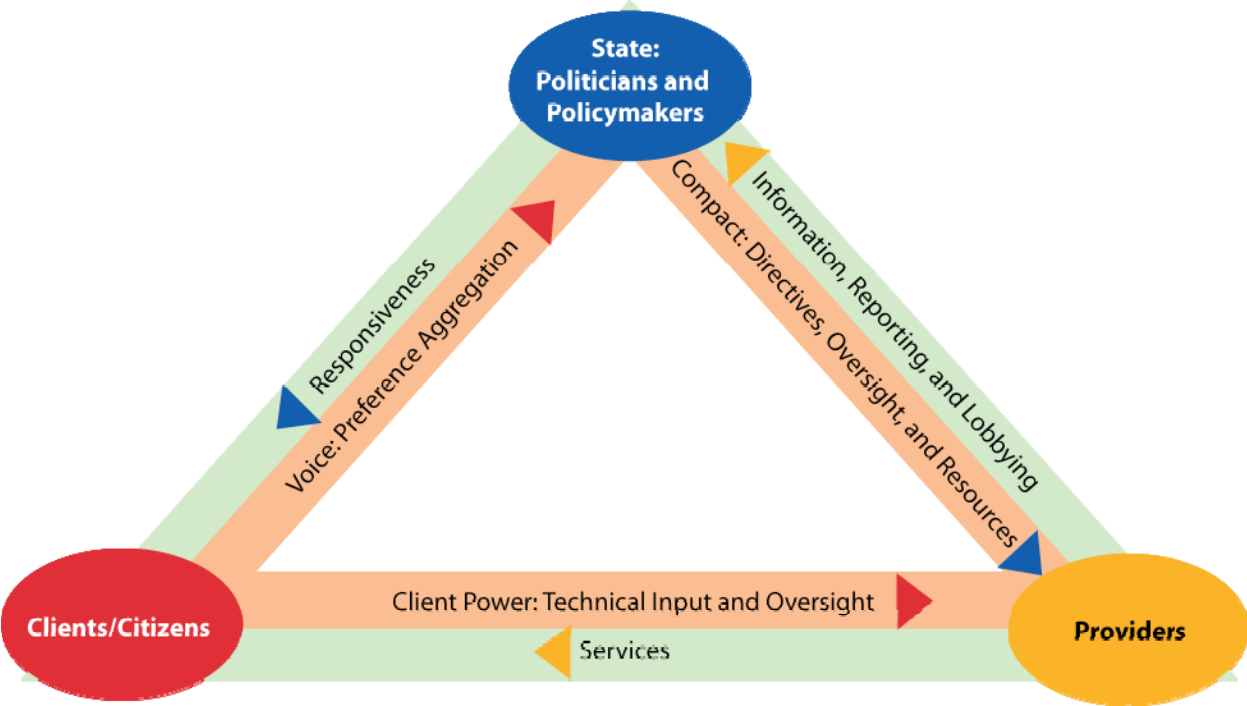 State:
Politicians and
Policymakers
Responsiveness
Voice: Preference Aggregation
Compact: Directives, Oversight, and Resources
Information, Reporting, and Lobbying
Clients/Citizens
Client Power: Technical Input and Oversight
Services
Providers